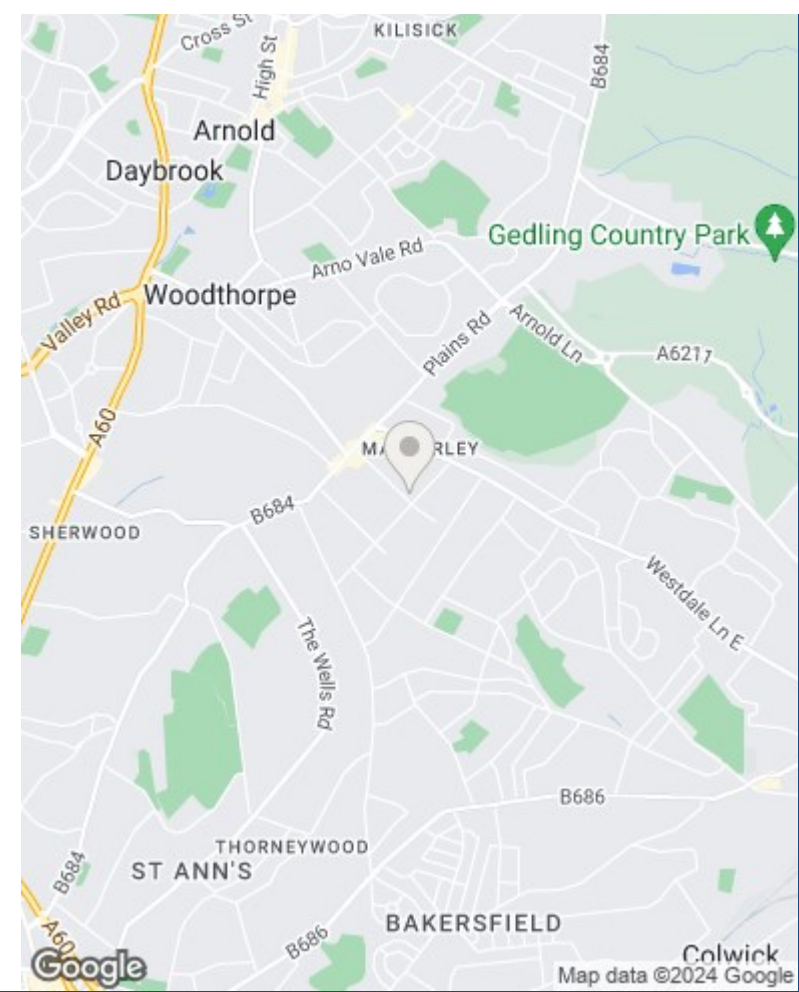 Cross St
KILISICK
High St
B684
Arnold
Daybrook
Gedling Country Park
Arno Vale Rd
Woodthorpe
Valley Rd
Plains Rd
Arnold Ln
A6211
A60
MA
RLEY
B684
SHERWOOD
Westdale Ln E
The Wells Rd
B686
THORNEYWOOD
B684
ST ANN'S
BAKERSFIELD
A60
B686
Colwick
Google
Map data ©2024 Google